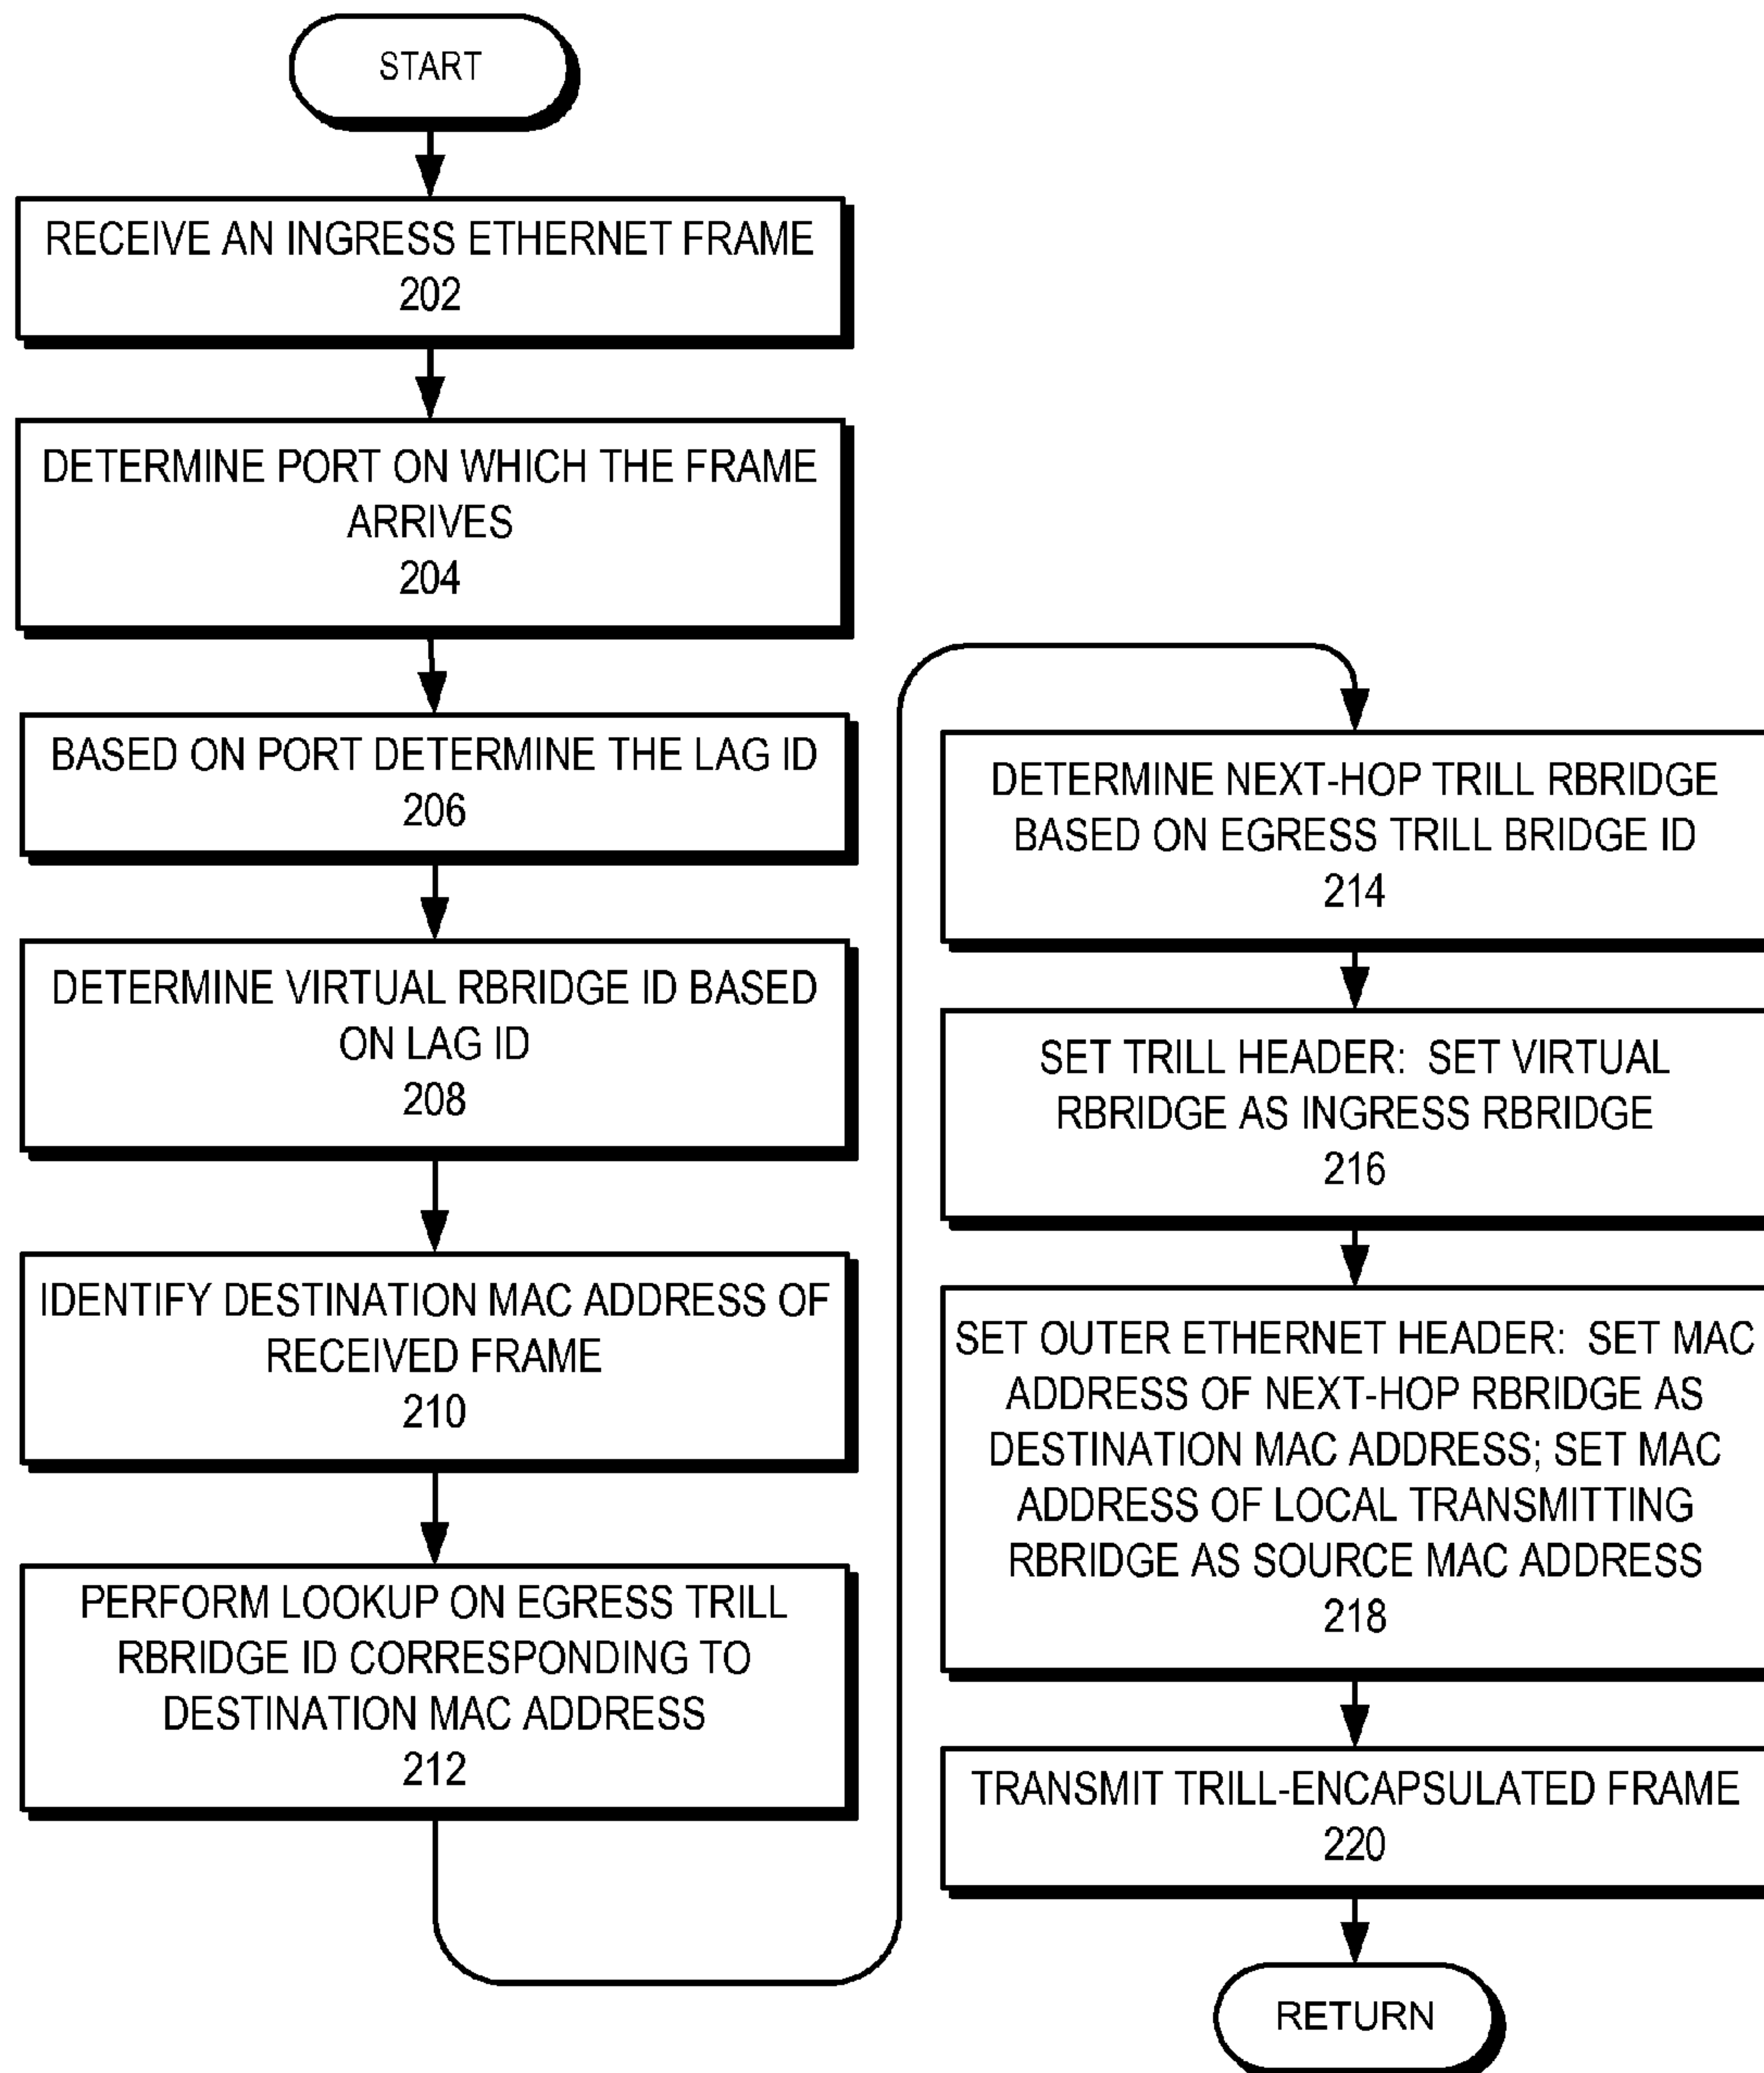 START
RECEIVE AN INGRESS ETHERNET FRAME
202
DETERMINE PORT ON WHICH THE FRAME
ARRIVES
204
BASED ON PORT DETERMINE THE LAG ID
206
DETERMINE VIRTUAL RBRIDGE ID BASED
ON LAG ID
208
IDENTIFY DESTINATION MAC ADDRESS OF
RECEIVED FRAME
210
PERFORM LOOKUP ON EGRESS TRILL
RBRIDGE ID CORRESPONDING TO
DESTINATION MAC ADDRESS
212
DETERMINE NEXT-HOP TRILL RBRIDGE
BASED ON EGRESS TRILL BRIDGE ID
214
SET TRILL HEADER: SET VIRTUAL
RBRIDGE AS INGRESS RBRIDGE
216
SET OUTER ETHERNET HEADER: SET MAC
ADDRESS OF NEXT-HOP RBRIDGE AS
DESTINATION MAC ADDRESS; SET MAC
ADDRESS OF LOCAL TRANSMITTING
RBRIDGE AS SOURCE MAC ADDRESS
218
TRANSMIT TRILL-ENCAPSULATED FRAME
220
RETURN